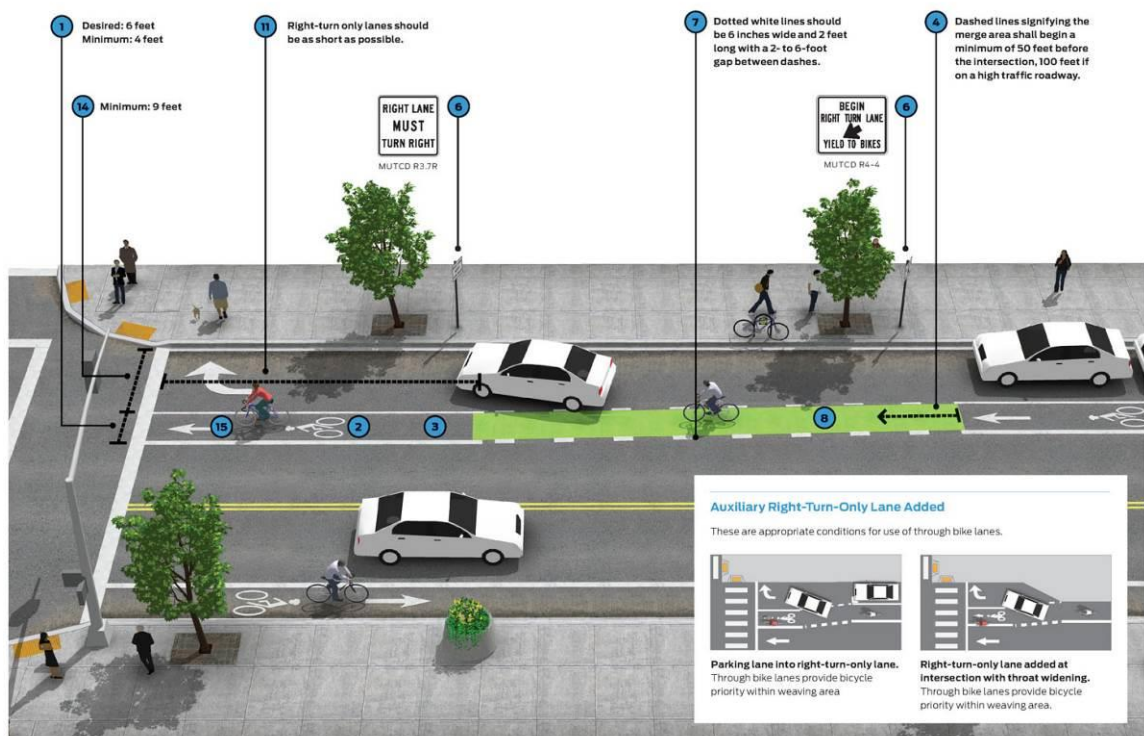 1
Desired: 6 feet
Minimum: 4 feet
11
Right-turn only lanes should
be as short as possible.
7
Dotted white lines should
be 6 inches wide and 2 feet
long with a 2- to 6-foot
gap between dashes.
4
Dashed lines signifying the
merge area shall begin a
minimum of 50 feet before
the intersection, 100 feet if
on a high traffic roadway.
14
Minimum: 9 feet
RIGHT LANE
MUST
TURN RIGHT
MUTCD R3.7R
6
BEGIN
RIGHT TURN LANE
YIELD TO BIKES
MUTCD R4-4
6
15
2
3
8
Auxiliary Right-Turn-Only Lane Added
These are appropriate conditions for use of through bike lanes.
Parking lane into right-turn-only lane.
Through bike lanes provide bicycle
priority within weaving area
Right-turn-only lane added at
intersection with throat widening.
Through bike lanes provide bicycle
priority within weaving area.